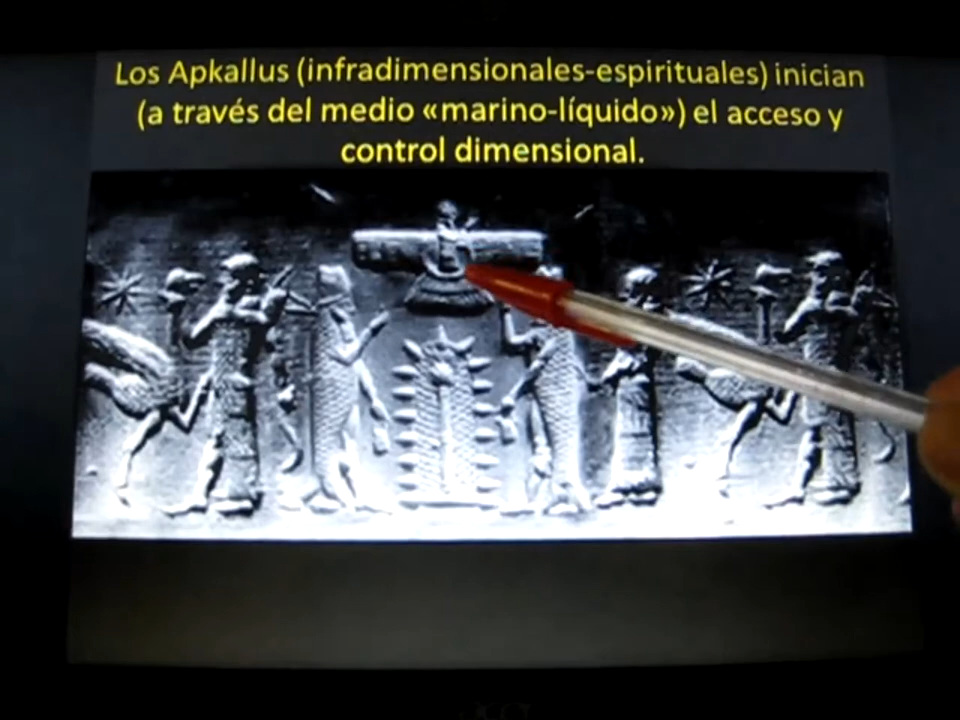 Los Apkallus (infradimensionales-espirituales) inician
(a través del medio «marino-líquido») el acceso y
control dimensional.